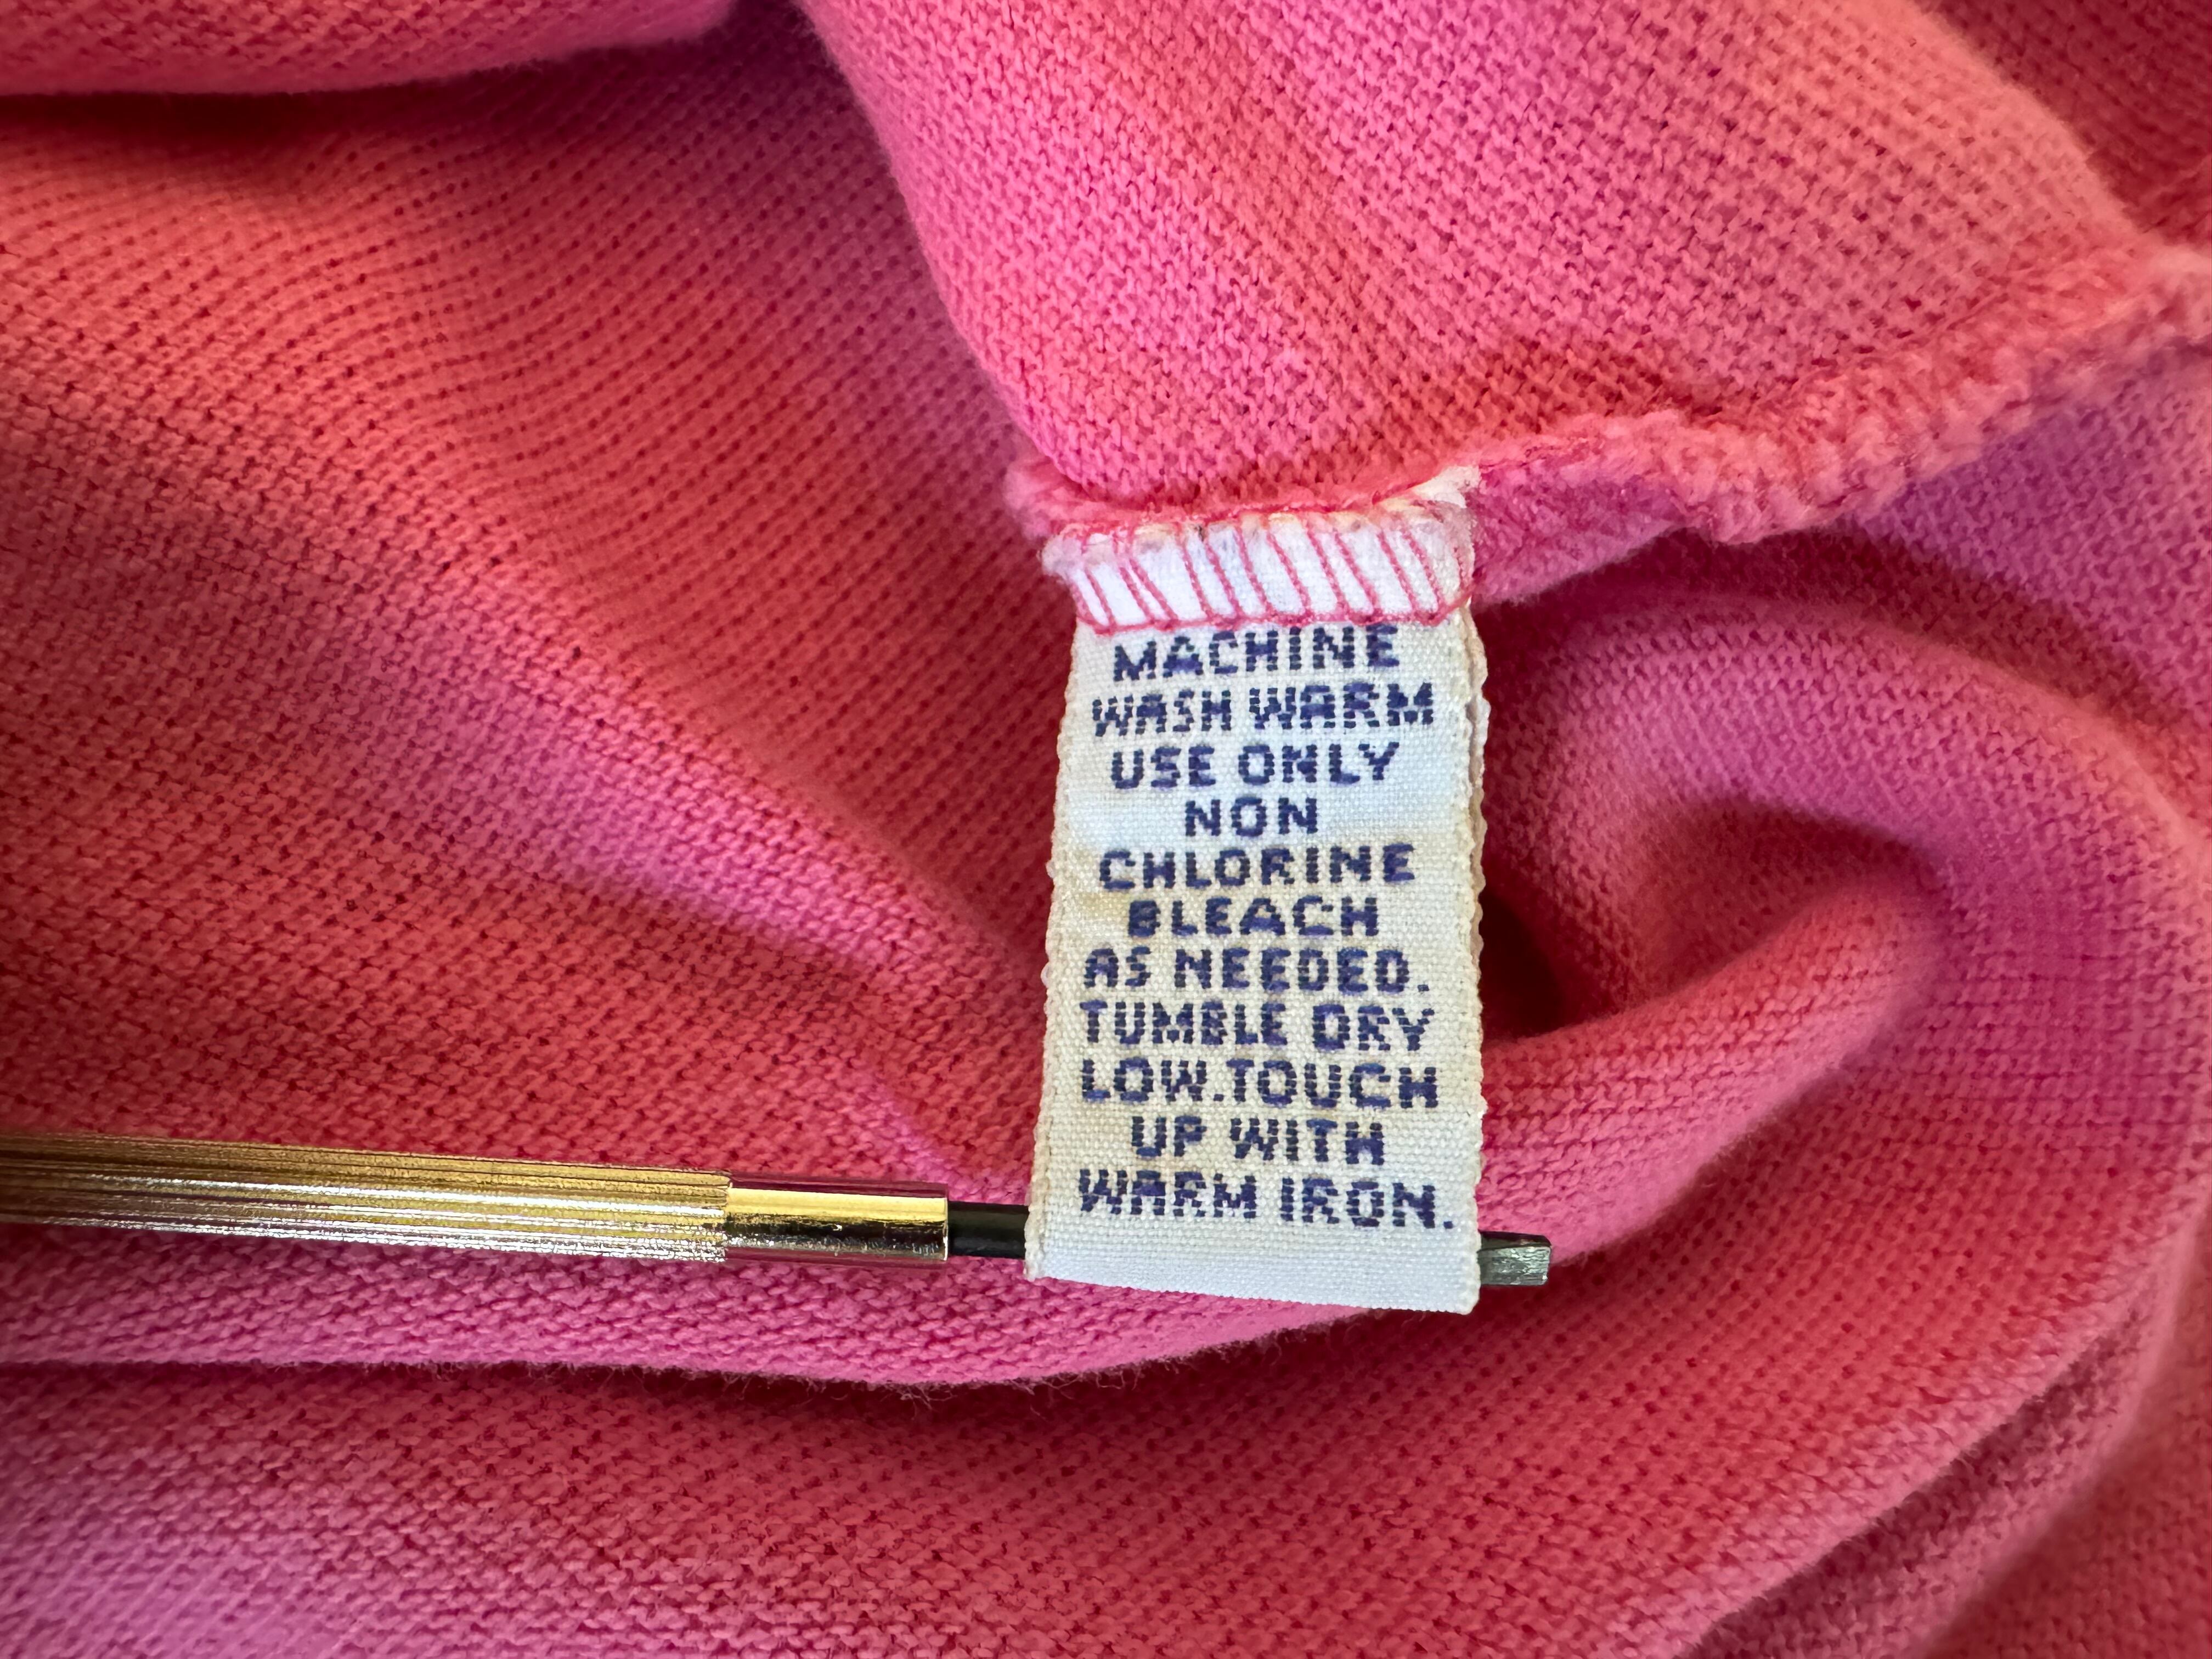 MACHINE
WASH WARM
USE ONLY
NON
CHLORINE
BLEACH
AS NEEDED.
TUMBLE DRY
LOW.TOUCH
UP WITH
WARM IRON.